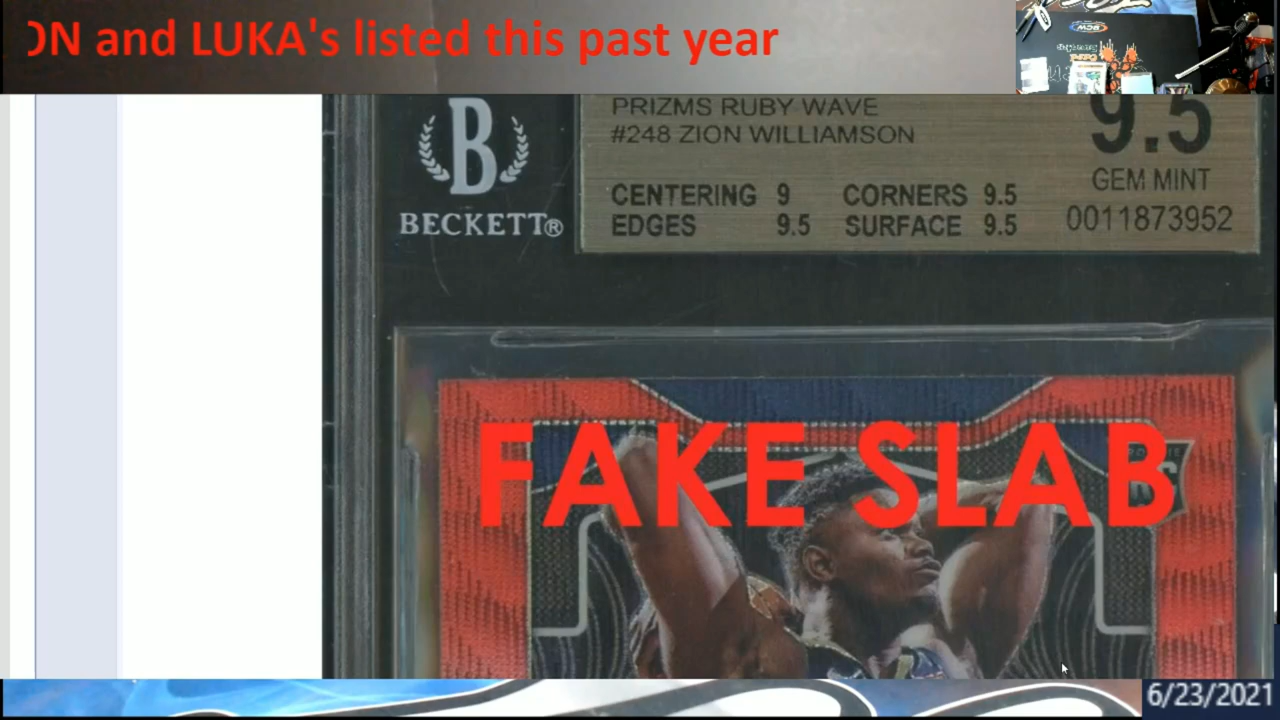 ON and LUKA's listed this past year
PRIZMS RUBY WAVE
#248 ZION WILLIAMSON
9.5
GEM MINT
CENTERING 9 CORNERS 9.5
EDGES 9.5 SURFACE 9.5
0011873952
B
BECKETT®
FAKE SLAB
6/23/2021